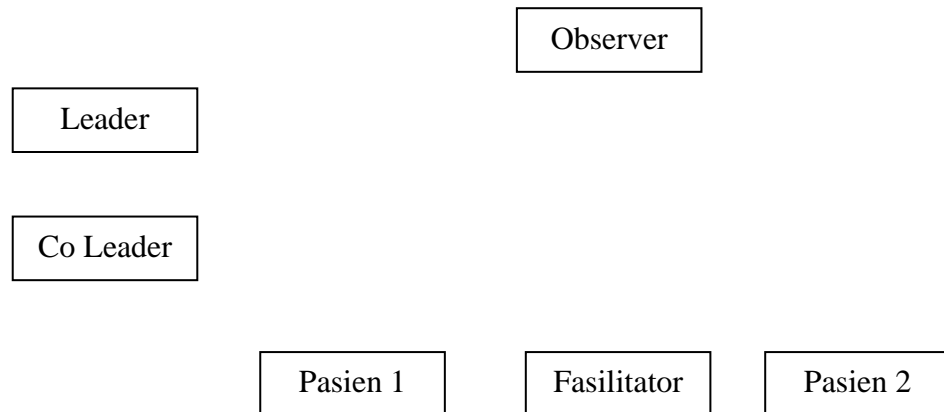 Observer
Leader
Co Leader
Pasien 1
Fasilitator
Pasien 2